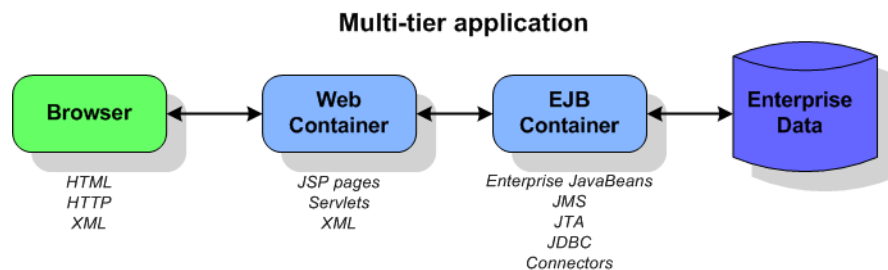 Multi-tier application
Browser
Web
Container
EJB
Container
Enterprise
Data
HTML
HTTP
XML
JSP pages
Servlets
XML
Enterprise JavaBeans
JMS
JTA
JDBC
Connectors